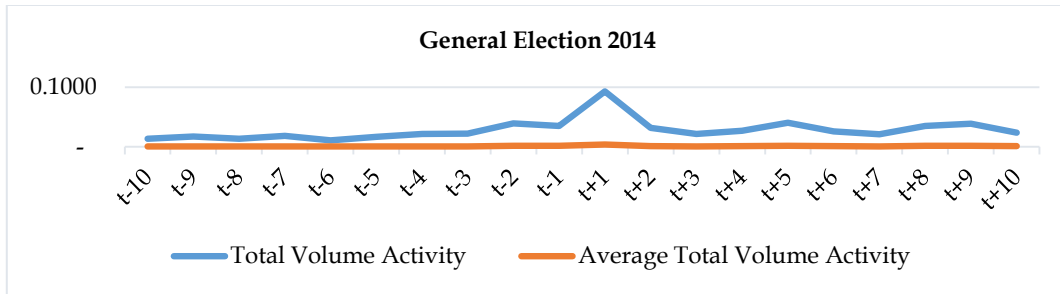 General Election 2014
0.1000
-
t-10 t-9 t-8 t-7 t-6 t-5 t-4 t-3 t-2 t-1 t+1 t+2 t+3 t+4 t+5 t+6 t+7 t+8 t+9 t+10
Total Volume Activity Average Total Volume Activity